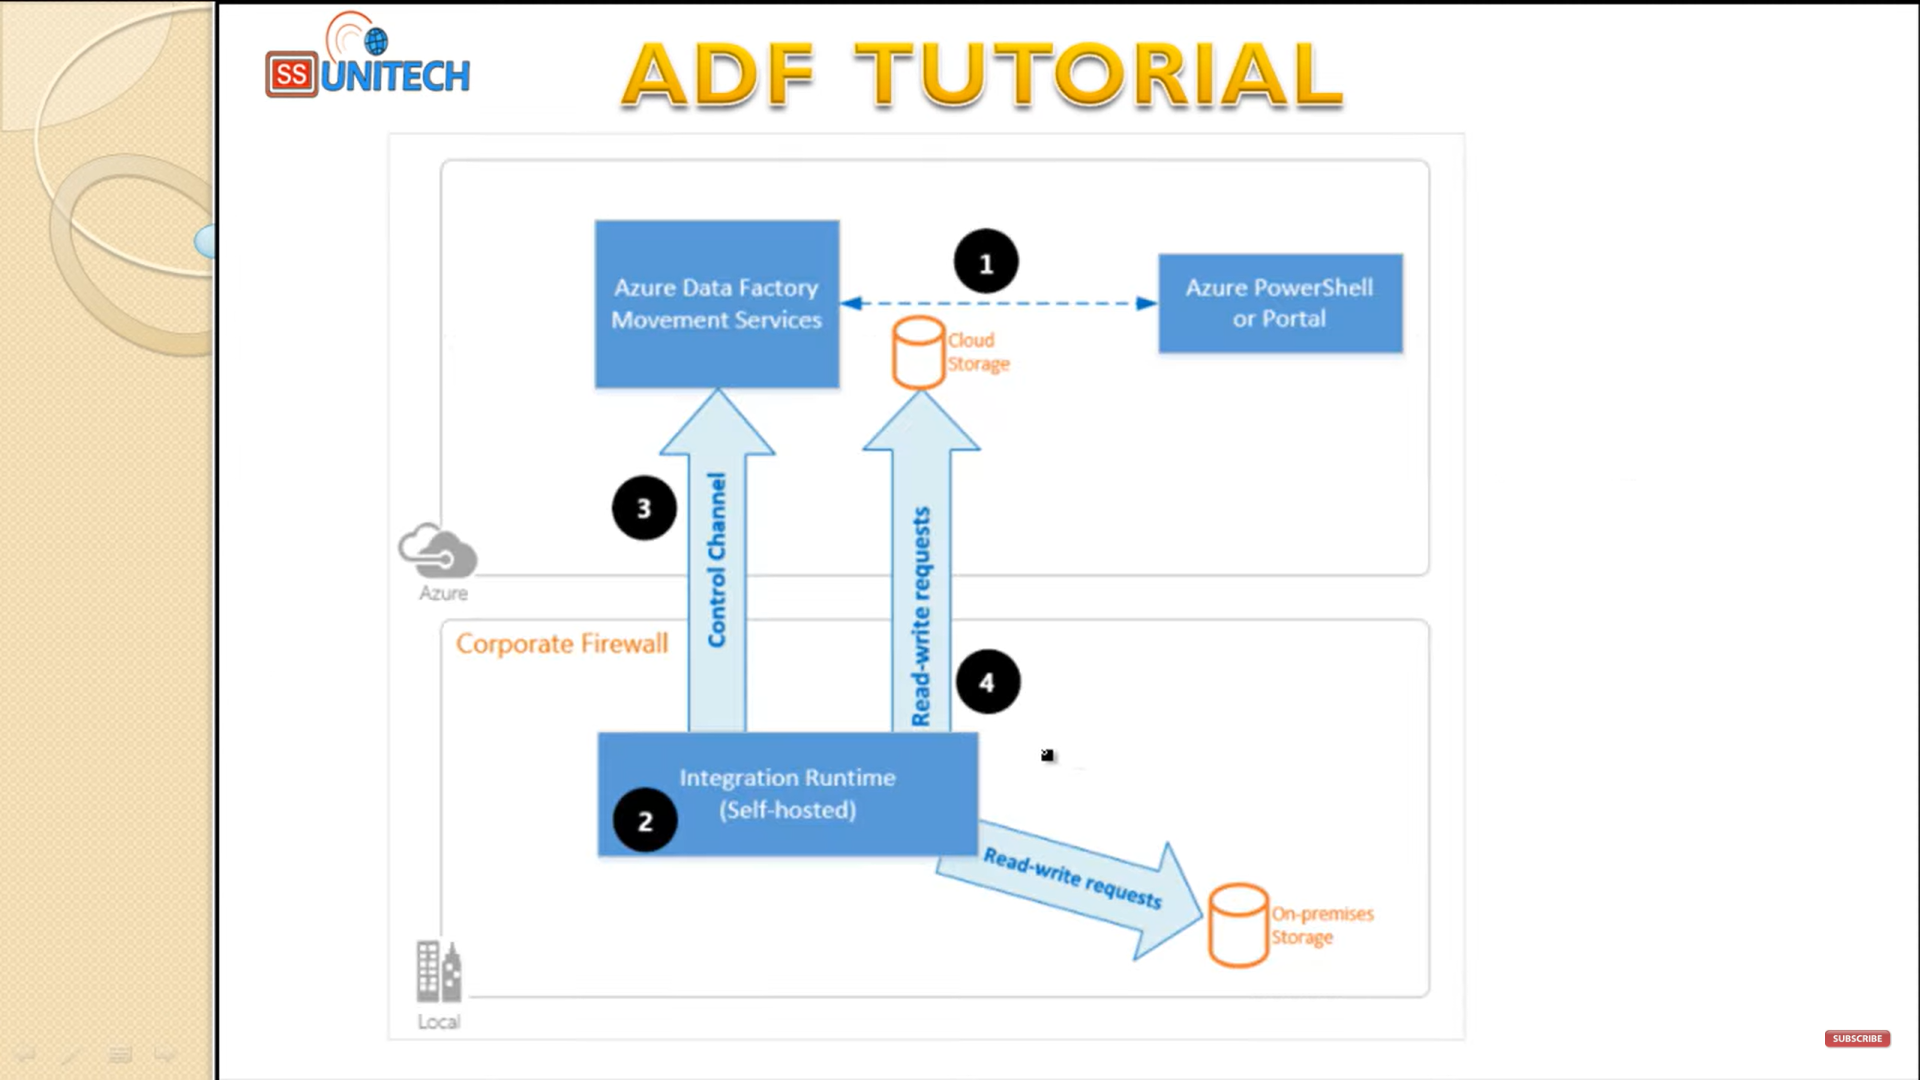 SS UNITECH
ADF TUTORIAL
Azure Data Factory
Movement Services
1
Azure PowerShell
or Portal
Cloud
Storage
3
Control Channel
Read-write requests
Azure
Corporate Firewall
4
Integration Runtime
(Self-hosted)
2
Read-write requests
On-premises
Storage
Local
SUBSCRIBE